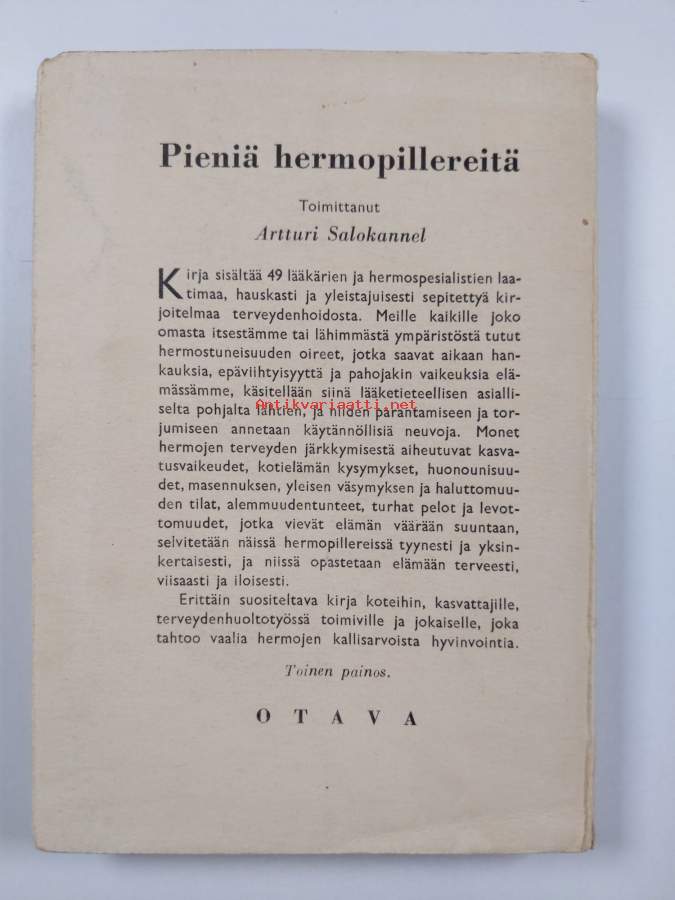 Pieniä hermopillereitä
Toimittanut
Artturi Salokannel
Kirja sisältää 49 lääkärien ja hermospesialistien laa-
timaa, hauskasti ja yleistajuisesti sepitettyä kir-
joitelmaa terveydenhoidosta. Meille kaikille joko
omasta itsestämme tai lähimmästä ympäristöstä tutut
hermostuneisuuden oireet, jotka saavat aikaan han-
kauksia, epäviihtyisyyttä ja pahojakin vaikeuksia elä-
mässämme, käsitellään siinä lääketieteellisen asialli-
selta pohjalta lähtien, ja niiden parantamiseen ja tor-
Antikvariaatti.net
jumiseen annetaan käytännöllisiä neuvoja. Monet
hermojen terveyden järkkymisestä aiheutuvat kasva-
tusvaikeudet, kotielämän kysymykset, huonounisuu-
det, masennuksen, yleisen väsymyksen ja haluttomuu-
den tilat, alemmuudentunteet, turhat pelot ja levot-
tomuudet, jotka vievät elämän väärään suuntaan,
selvitetään näissä hermopillereissä tyynesti ja yksin-
kertaisesti, ja niissä opastetaan elämään terveesti,
viisaasti ja iloisesti.
Erittäin suositeltava kirja koteihin, kasvattajille,
terveydenhuoltotyössä toimiville ja jokaiselle, joka
tahtoo vaalia hermojen kallisarvoista hyvinvointia.
Toinen painos.
OTAVA